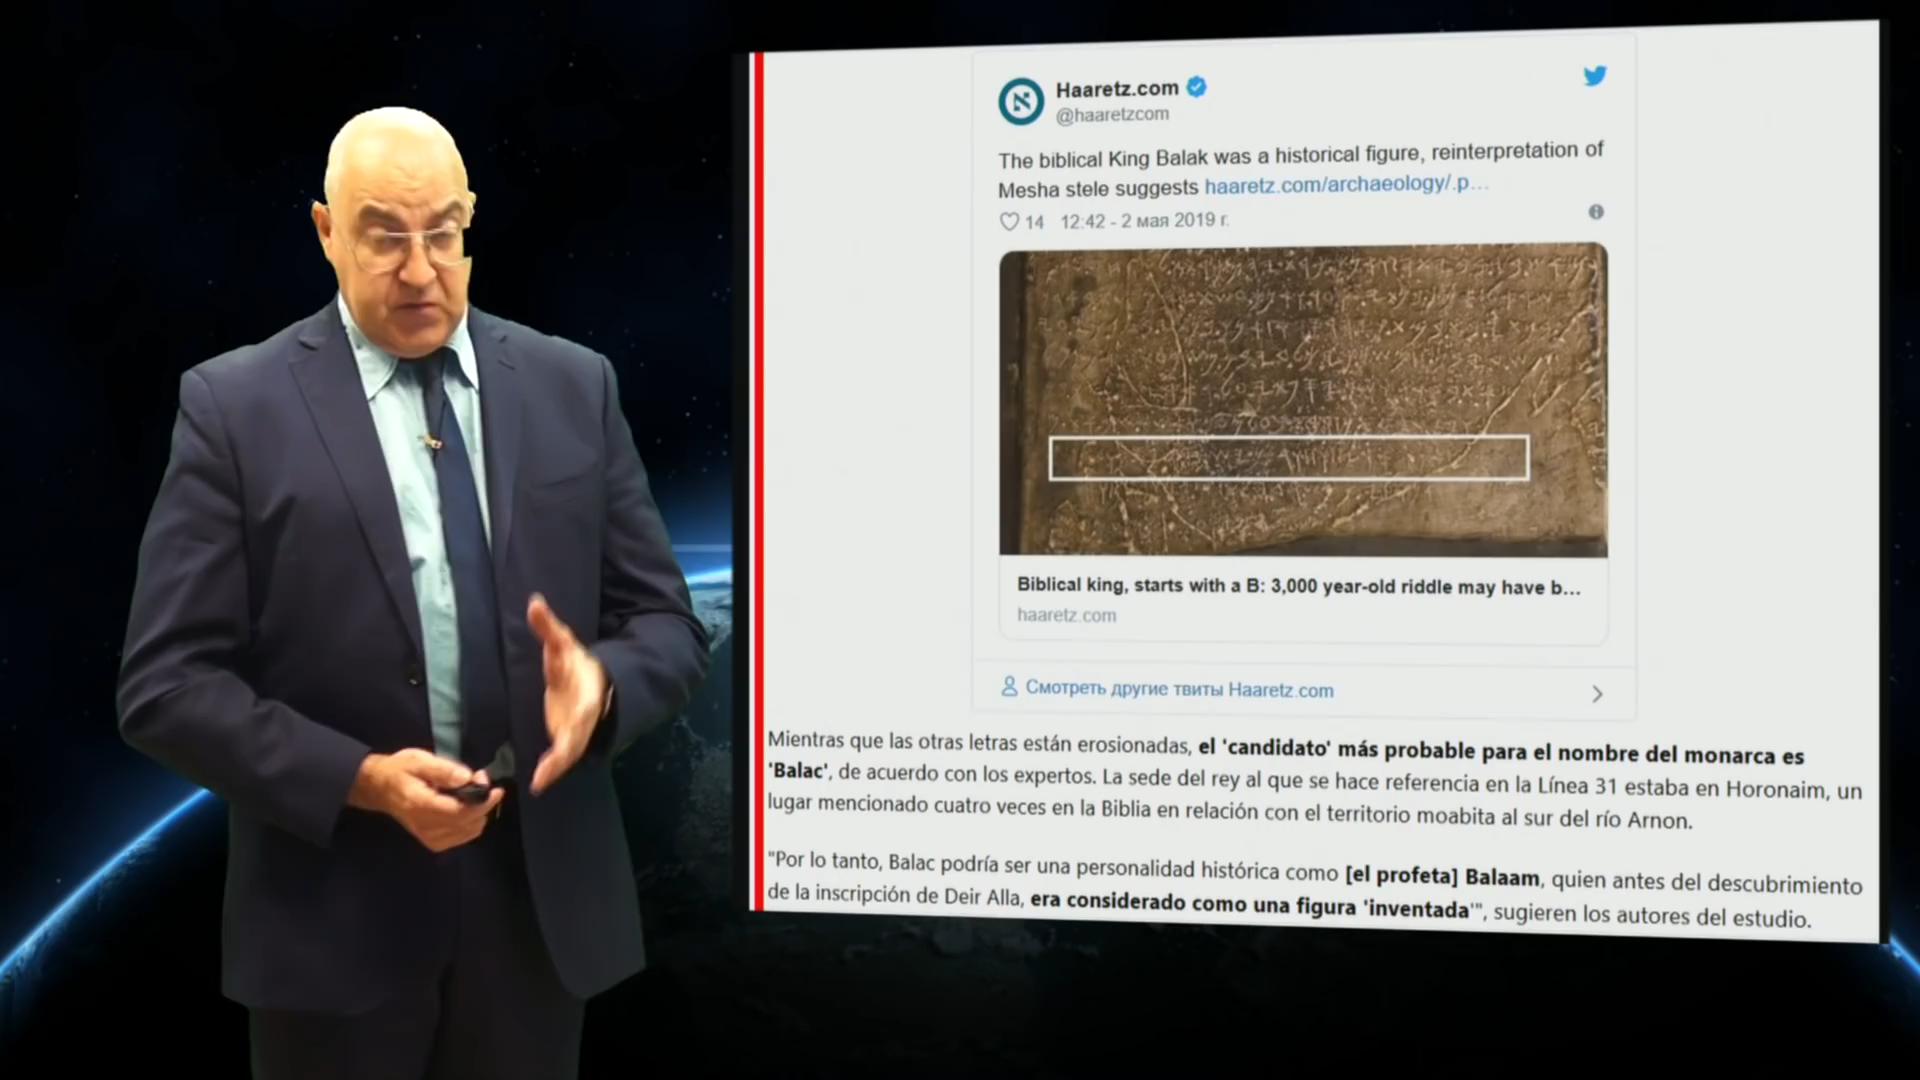 Haaretz.com
@haaretzcom
The biblical King Balak was a historical figure, reinterpretation of
Mesha stele suggests haaretz.com/archaeology/.p…
14 12:42 - 2 мая 2019 г.
Biblical king, starts with a B: 3,000 year-old riddle may have b…
haaretz.com
Смотреть другие твиты Haaretz.com
Mientras que las otras letras están erosionadas, el 'candidato' más probable para el nombre del monarca es
'Balac', de acuerdo con los expertos. La sede del rey al que se hace referencia en la Línea 31 estaba en Horonaim, un
lugar mencionado cuatro veces en la Biblia en relación con el territorio moabita al sur del río Arnon.
"Por lo tanto, Balac podría ser una personalidad histórica como [el profeta] Balaam, quien antes del descubrimiento
de la inscripción de Deir Alla, era considerado como una figura 'inventada'", sugieren los autores del estudio.